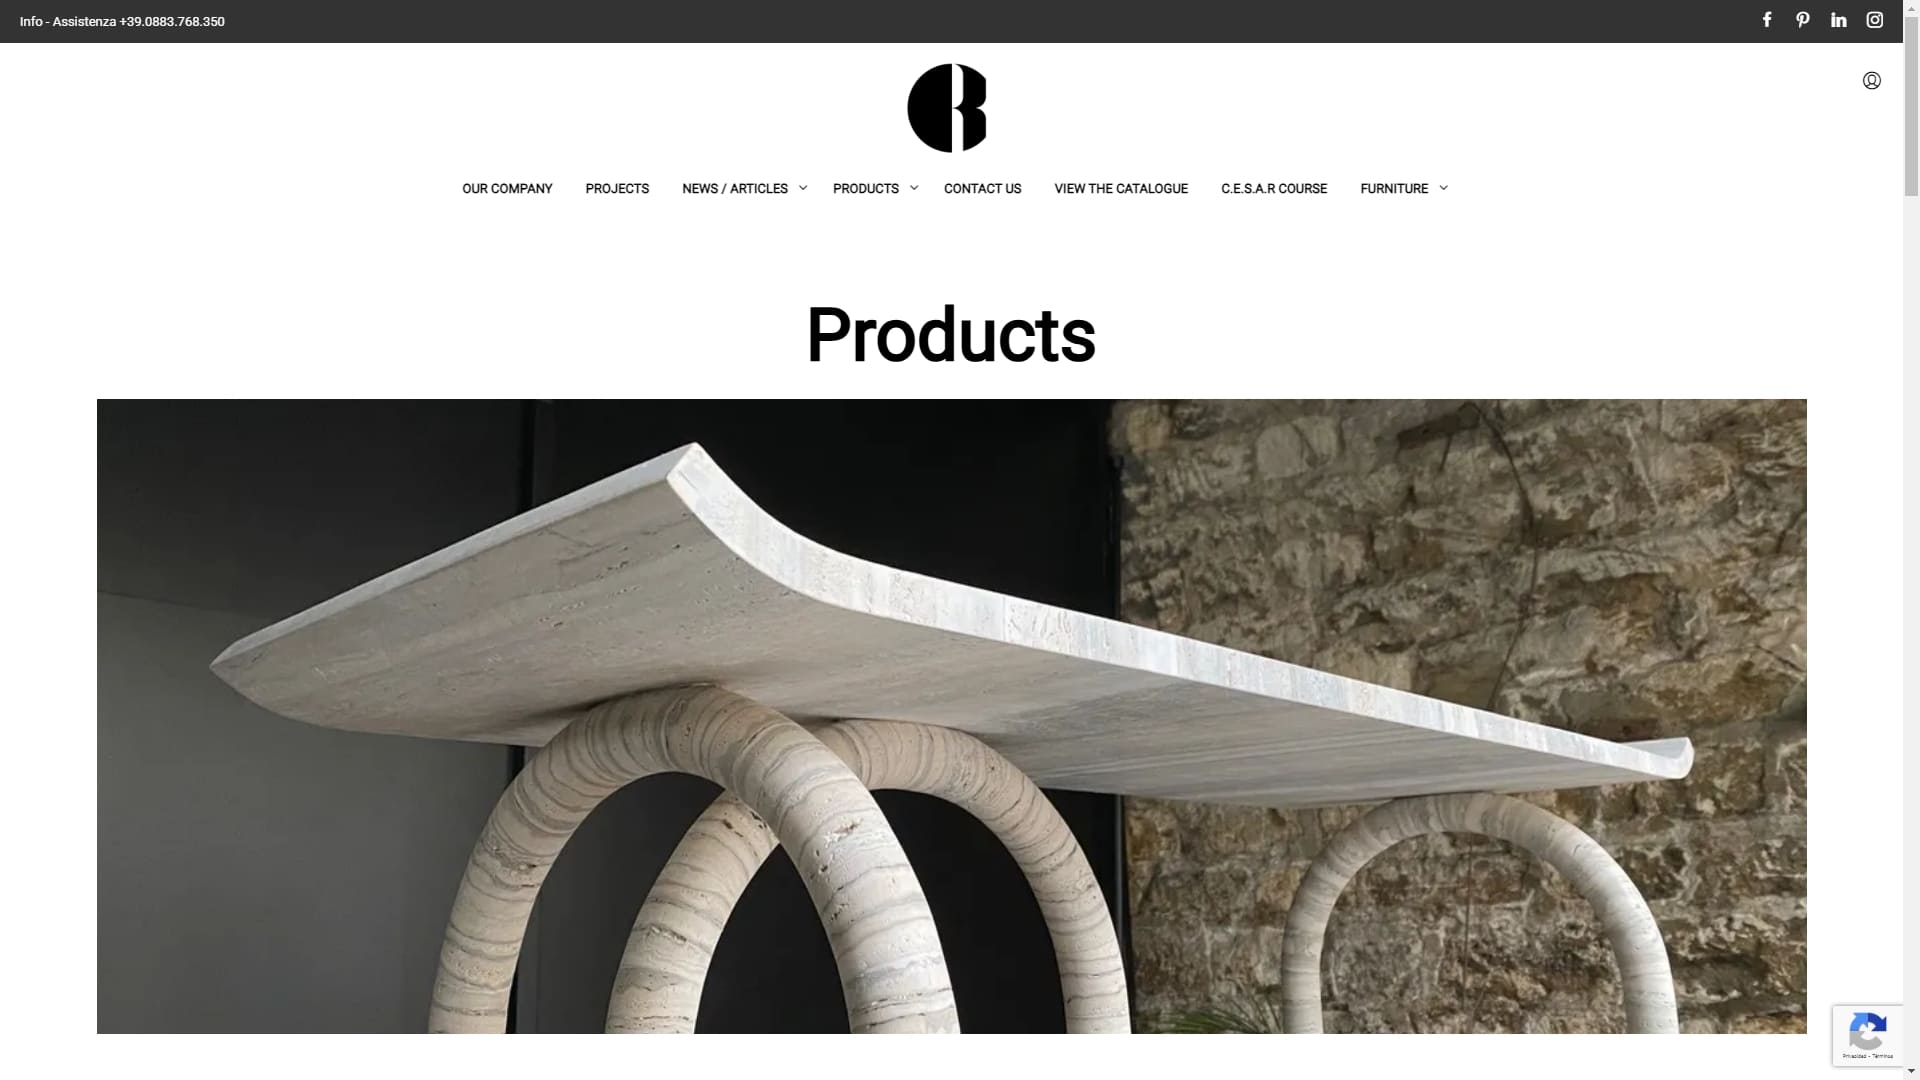 Info - Assistenza +39.0883.768.350
OUR COMPANY PROJECTS NEWS / ARTICLES PRODUCTS CONTACT US VIEW THE CATALOGUE C.E.S.A.R COURSE FURNITURE
Products
Privacidad - Términos